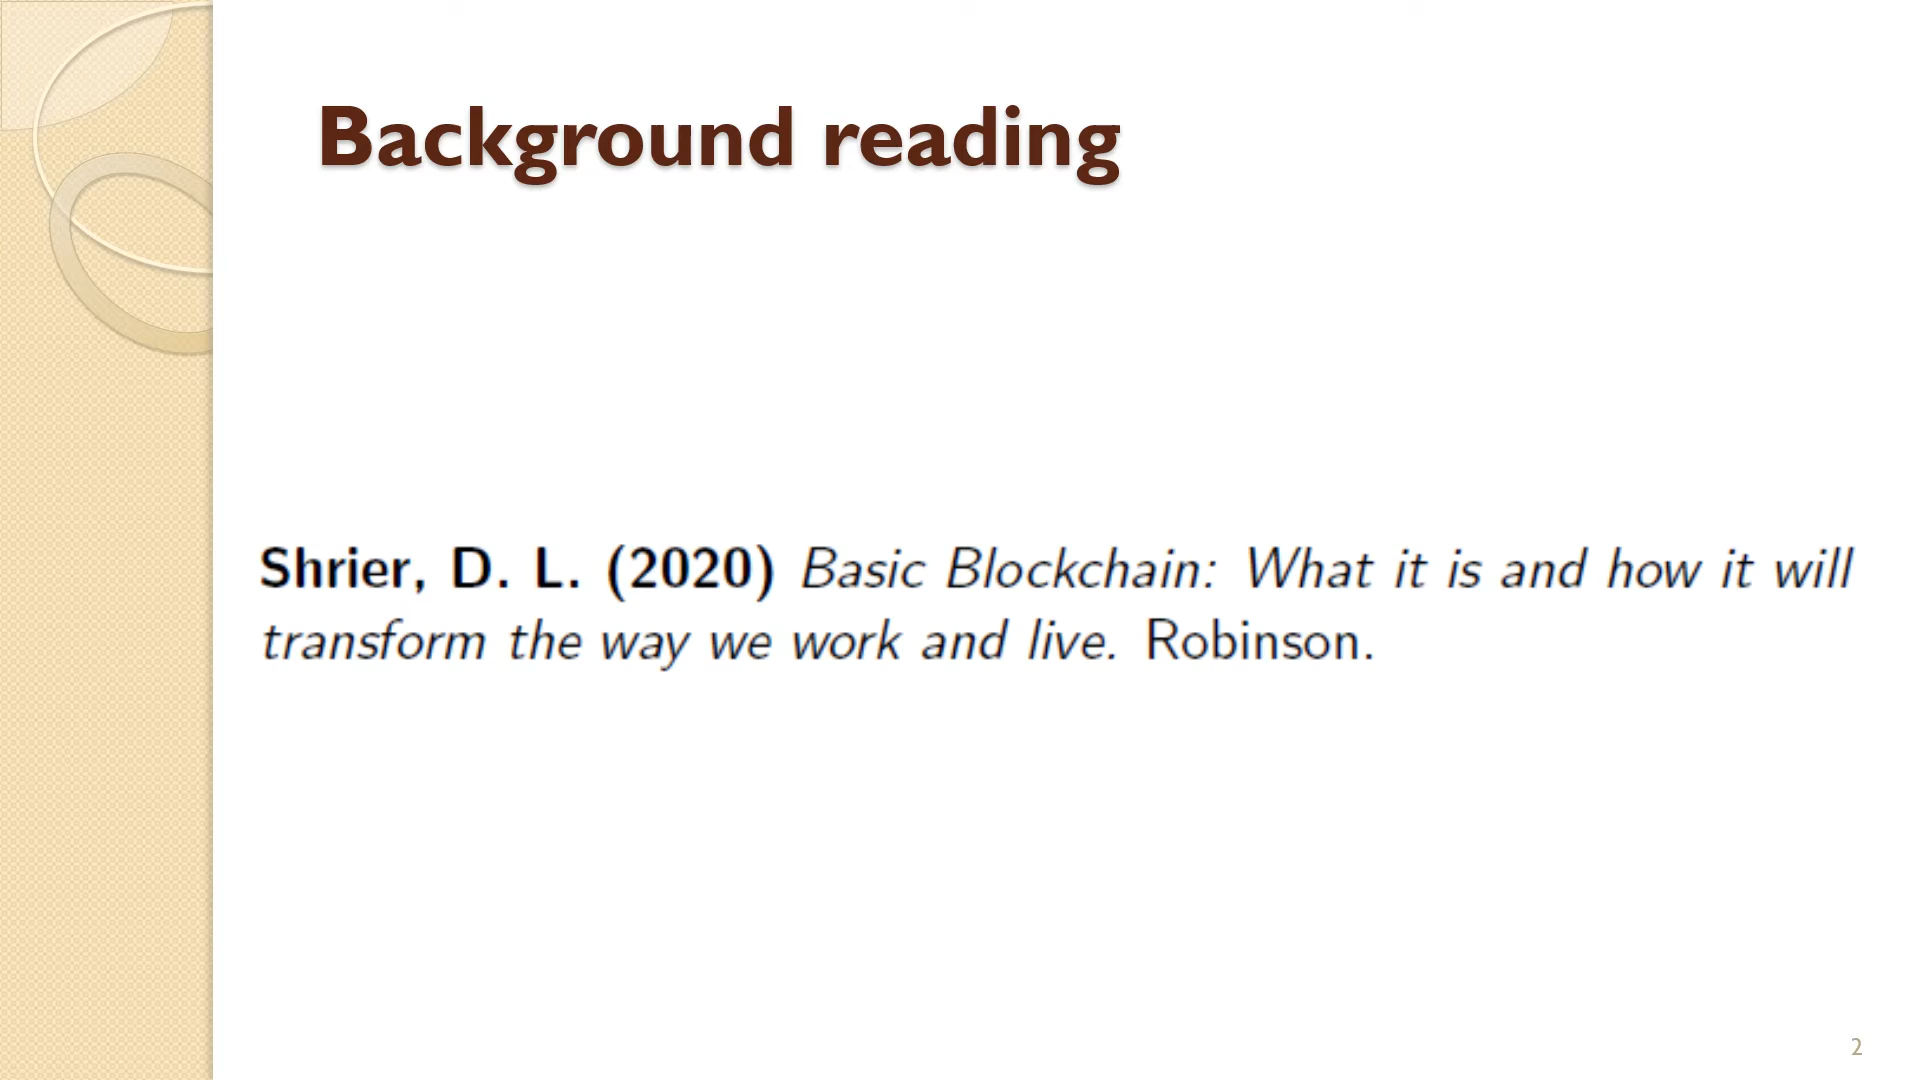 Background reading
Shrier, D. L. (2020) Basic Blockchain: What it is and how it will
transform the way we work and live. Robinson.
2